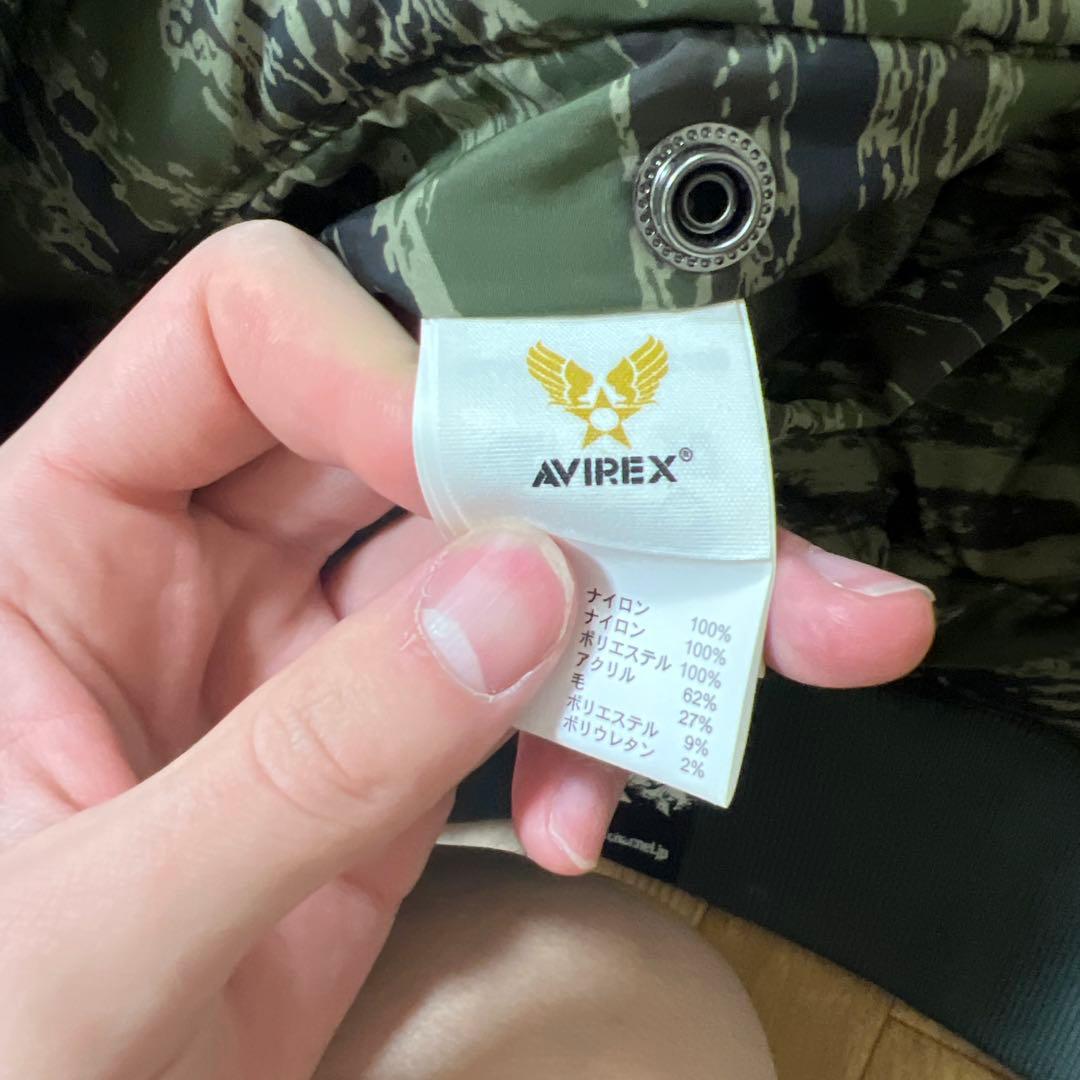 AVIREX®
ナイロン 100%
ナイロン 100%
ポリエステル 100%
アクリル 62%
毛 27%
ポリエステル 9%
ポリウレタン 2%